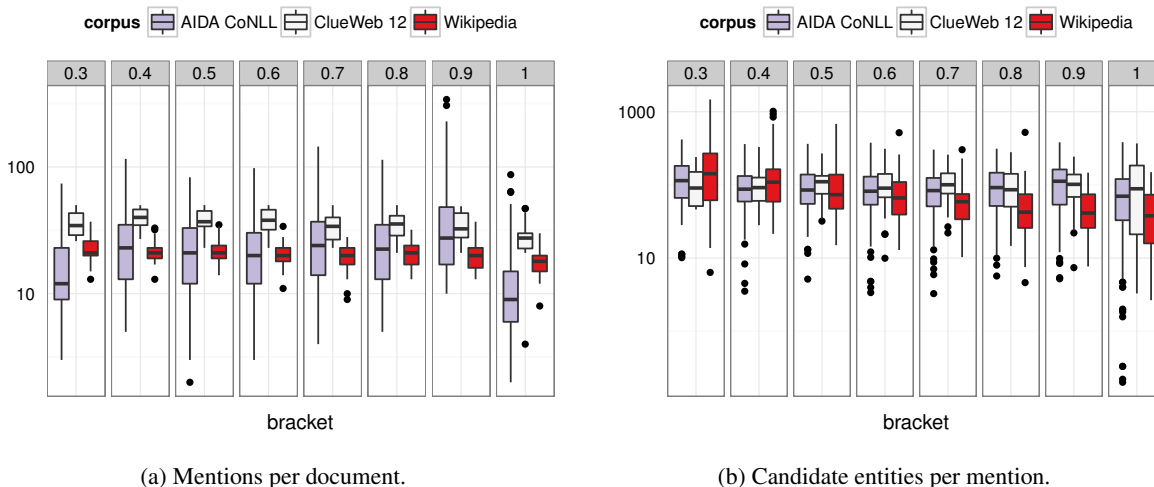 corpus AIDA CoNLL ClueWeb 12 Wikipedia
0.3 0.4 0.5 0.6 0.7 0.8 0.9 1
100
10
bracket
(a) Mentions per document.
corpus AIDA CoNLL ClueWeb 12 Wikipedia
0.3 0.4 0.5 0.6 0.7 0.8 0.9 1
1000
10
bracket
(b) Candidate entities per mention.